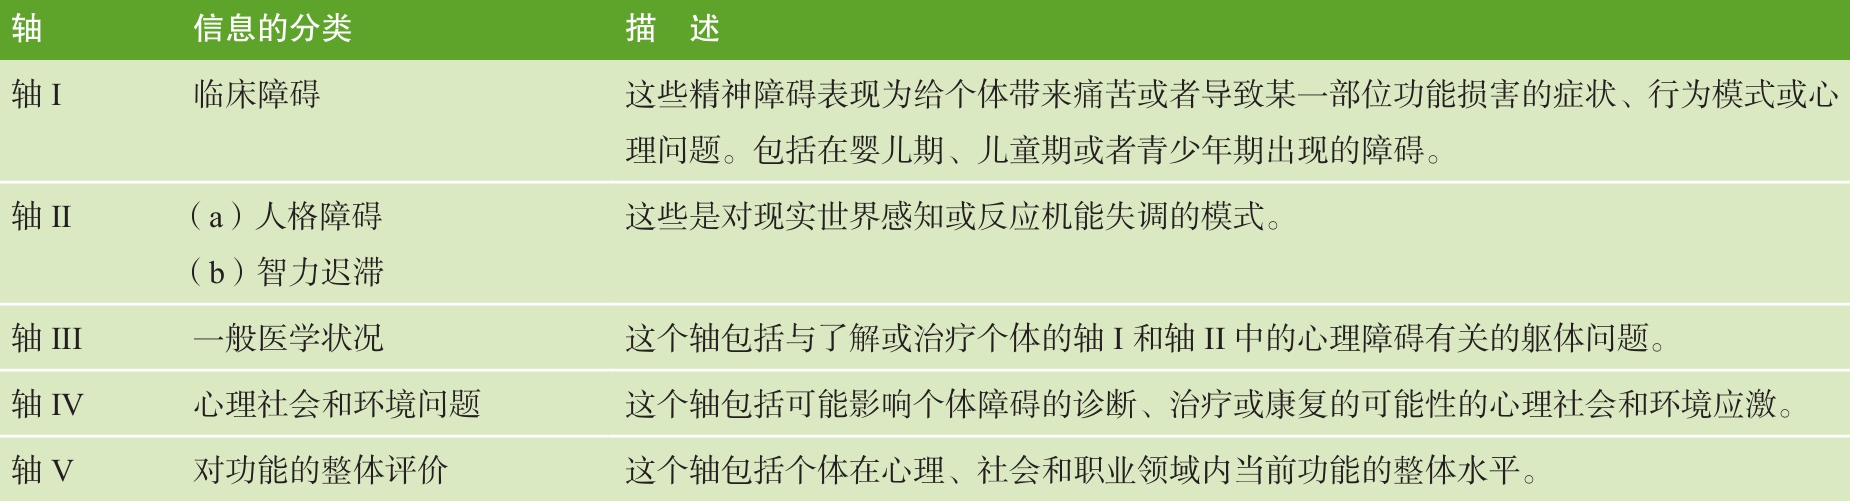 轴 信息的分类 描 述
轴 I 临床障碍 这些精神障碍表现为给个体带来痛苦或者导致某一部位功能损害的症状、行为模式或心
理问题。包括在婴儿期、儿童期或者青少年期出现的障碍。
轴 II （a）人格障碍 这些是对现实世界感知或反应机能失调的模式。
（b）智力迟滞
轴 III 一般医学状况 这个轴包括与了解或治疗个体的轴 I 和轴 II 中的心理障碍有关的躯体问题。
轴 IV 心理社会和环境问题 这个轴包括可能影响个体障碍的诊断、治疗或康复的可能性的心理社会和环境应激。
轴 V 对功能的整体评价 这个轴包括个体在心理、社会和职业领域内当前功能的整体水平。